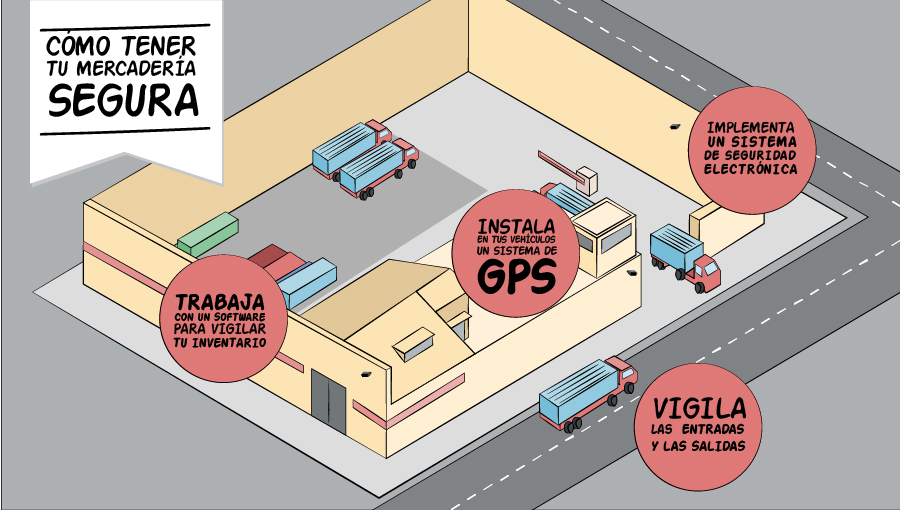 CÓMO TENER
TU MERCADERÍA
SEGURA
IMPLEMENTA
UN SISTEMA
DE SEGURIDAD
ELECTRÓNICA
INSTALA
EN TUS VEHÍCULOS
UN SISTEMA DE
GPS
TRABAJA
CON UN SOFTWARE
PARA VIGILAR
TU INVENTARIO
VIGILA
LAS ENTRADAS
Y LAS SALIDAS